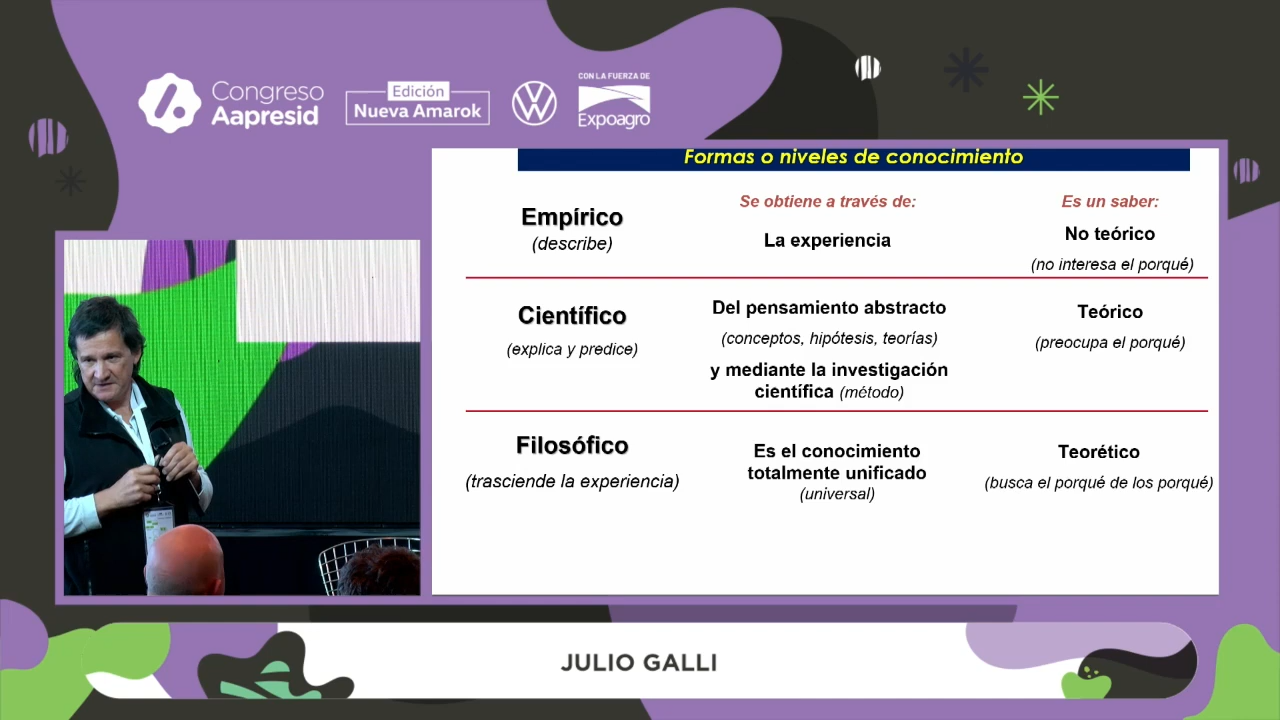 Congreso
Aapresid
Edición
Nueva Amarok
CON LA FUERZA DE
Expoagro
Formas o niveles de conocimiento
Se obtiene a través de:
Es un saber:
Empírico
(describe)
La experiencia
No teórico
(no interesa el porqué)
Científico
(explica y predice)
Del pensamiento abstracto
(conceptos, hipótesis, teorías)
y mediante la investigación
científica (método)
Teórico
(preocupa el porqué)
Filosófico
(trasciende la experiencia)
Es el conocimiento
totalmente unificado
(universal)
Teorético
(busca el porqué de los porqué)
JULIO GALLI